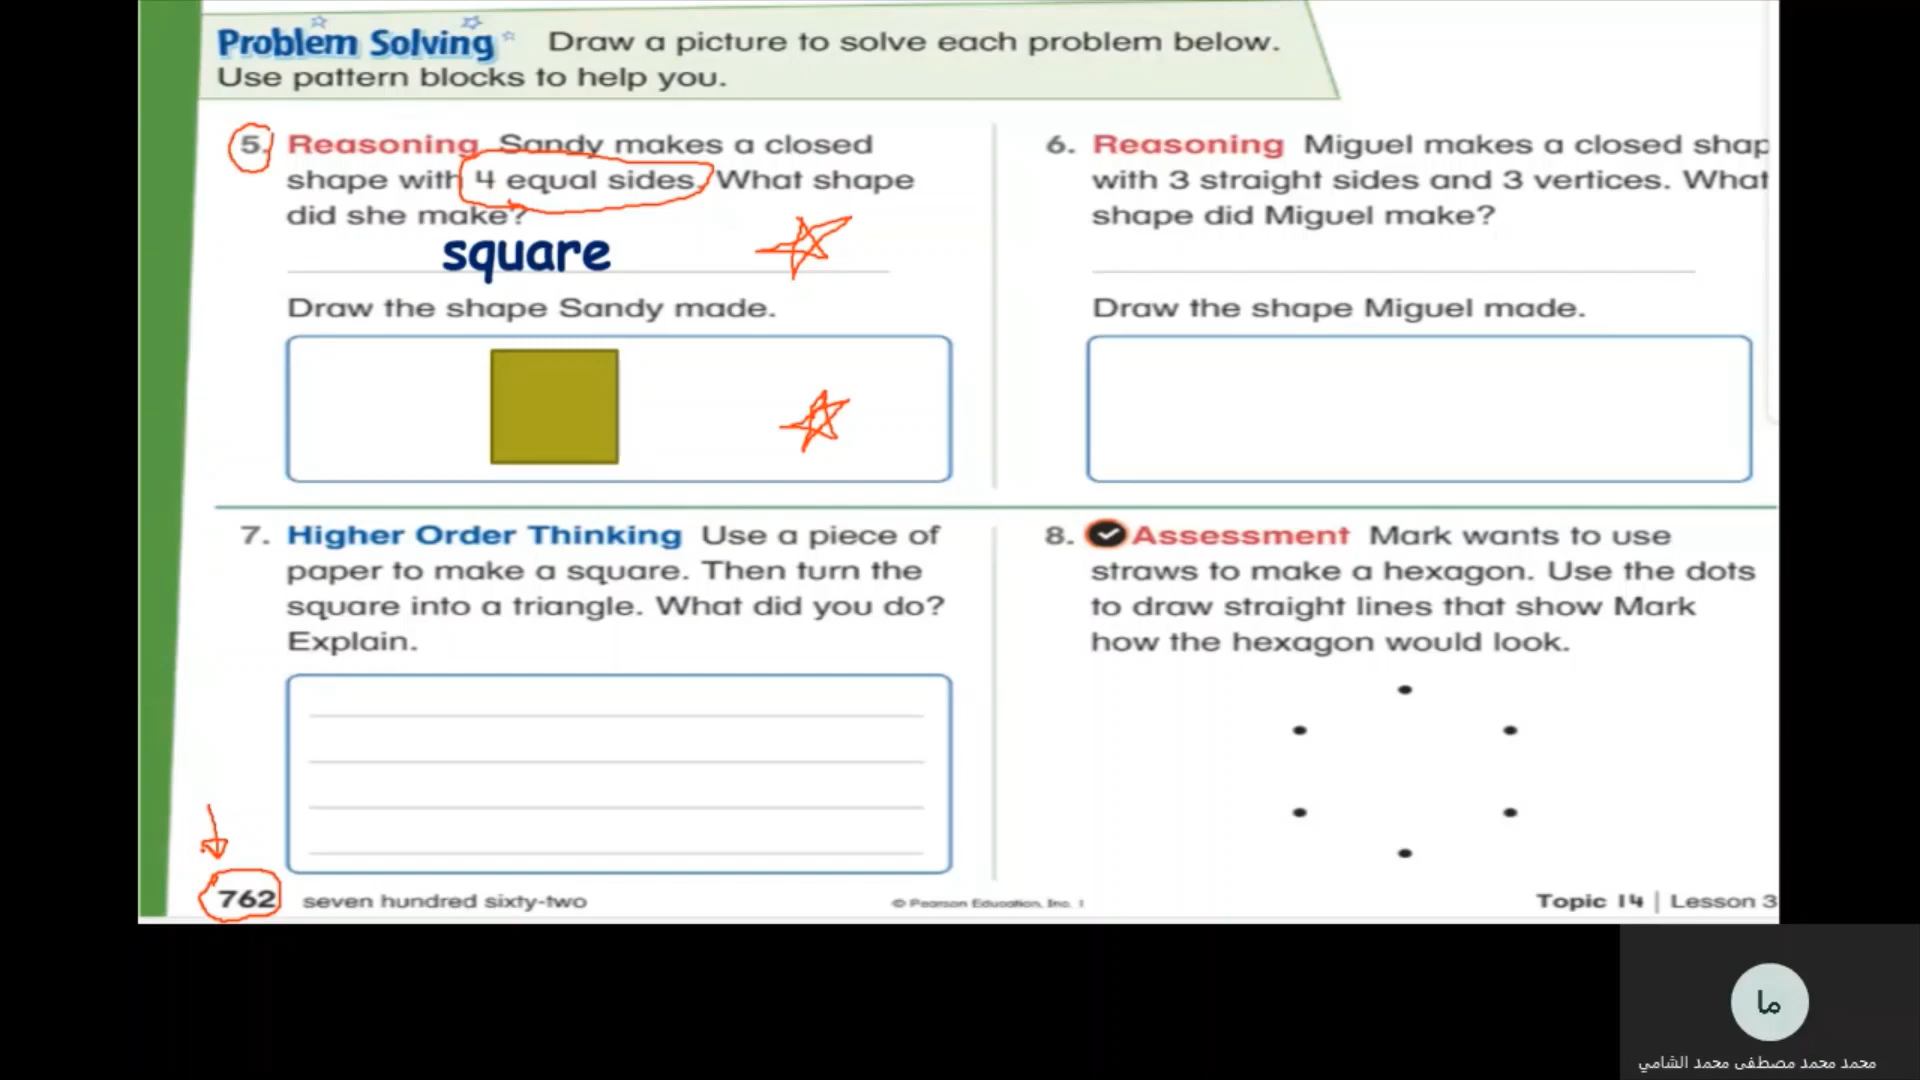 Problem Solving Draw a picture to solve each problem below.
Use pattern blocks to help you.
5. Reasoning Sandy makes a closed
shape with 4 equal sides. What shape
did she make?
square
Draw the shape Sandy made.
6. Reasoning Miguel makes a closed shap
with 3 straight sides and 3 vertices. What
shape did Miguel make?
Draw the shape Miguel made.
7. Higher Order Thinking Use a piece of
paper to make a square. Then turn the
square into a triangle. What did you do?
Explain.
8. Assessment Mark wants to use
straws to make a hexagon. Use the dots
to draw straight lines that show Mark
how the hexagon would look.
762 seven hundred sixty-two
© Pearson Education, Inc. 1
Topic 14 | Lesson 3
ما
محمد محمد مصطفى محمد الشامي